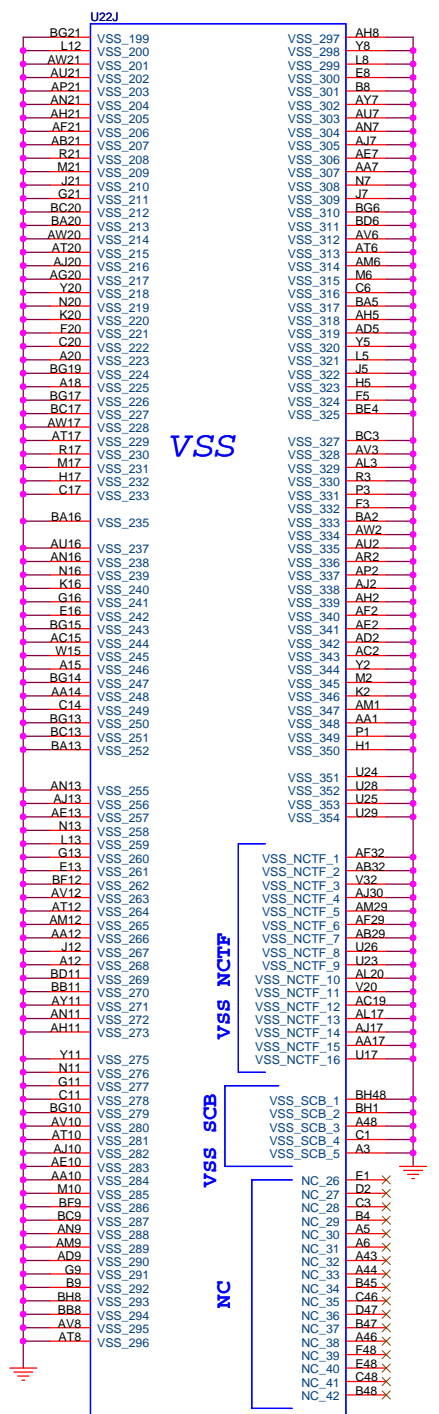 U22J
BG21 VSS_199
L12 VSS_200
AW21 VSS_201
AU21 VSS_202
AP21 VSS_203
AN21 VSS_204
AH21 VSS_205
AF21 VSS_206
AB21 VSS_207
R21 VSS_208
M21 VSS_209
J21 VSS_210
G21 VSS_211
BC20 VSS_212
BA20 VSS_213
AW20 VSS_214
AT20 VSS_215
AJ20 VSS_216
AG20 VSS_217
Y20 VSS_218
N20 VSS_219
K20 VSS_220
F20 VSS_221
C20 VSS_222
A20 VSS_223
BG19 VSS_224
A18 VSS_225
BG17 VSS_226
BC17 VSS_227
AW17 VSS_228
AT17 VSS_229
R17 VSS_230
M17 VSS_231
H17 VSS_232
C17 VSS_233
BA16 VSS_235
AU16 VSS_237
AN16 VSS_238
N16 VSS_239
K16 VSS_240
G16 VSS_241
E16 VSS_242
BG15 VSS_243
AC15 VSS_244
W15 VSS_245
A15 VSS_246
BG14 VSS_247
AA14 VSS_248
C14 VSS_249
BG13 VSS_250
BC13 VSS_251
BA13 VSS_252
AN13 VSS_255
AJ13 VSS_256
AE13 VSS_257
N13 VSS_258
L13 VSS_259
G13 VSS_260
E13 VSS_261
BF12 VSS_262
AV12 VSS_263
AT12 VSS_264
AM12 VSS_265
AA12 VSS_266
J12 VSS_267
A12 VSS_268
BD11 VSS_269
BB11 VSS_270
AY11 VSS_271
AN11 VSS_272
AH11 VSS_273
Y11 VSS_275
N11 VSS_276
G11 VSS_277
C11 VSS_278
BG10 VSS_279
AV10 VSS_280
AT10 VSS_281
AJ10 VSS_282
AE10 VSS_283
AA10 VSS_284
M10 VSS_285
BF9 VSS_286
BC9 VSS_287
AN9 VSS_288
AM9 VSS_289
AD9 VSS_290
G9 VSS_291
B9 VSS_292
BH8 VSS_293
BB8 VSS_294
AV8 VSS_295
AT8 VSS_296
VSS
VSS_297 AH8
VSS_298 Y8
VSS_299 L8
VSS_300 E8
VSS_301 B8
VSS_302 AY7
VSS_303 AU7
VSS_304 AN7
VSS_305 AJ7
VSS_306 AE7
VSS_307 AA7
VSS_308 N7
VSS_309 J7
VSS_310 BG6
VSS_311 BD6
VSS_312 AV6
VSS_313 AT6
VSS_314 AM6
VSS_315 M6
VSS_316 C6
VSS_317 BA5
VSS_318 AH5
VSS_319 AD5
VSS_320 Y5
VSS_321 L5
VSS_322 J5
VSS_323 H5
VSS_324 F5
VSS_325 BE4
VSS_327 BC3
VSS_328 AV3
VSS_329 AL3
VSS_330 R3
VSS_331 P3
VSS_332 F3
VSS_333 BA2
VSS_334 AW2
VSS_335 AU2
VSS_336 AR2
VSS_337 AP2
VSS_338 AJ2
VSS_339 AH2
VSS_340 AF2
VSS_341 AE2
VSS_342 AD2
VSS_343 AC2
VSS_344 Y2
VSS_345 M2
VSS_346 K2
VSS_347 AM1
VSS_348 AA1
VSS_349 P1
VSS_350 H1
VSS_351 U24
VSS_352 U28
VSS_353 U25
VSS_354 U29
VSS NCTF
VSS_NCTF_1 AF32
VSS_NCTF_2 AB32
VSS_NCTF_3 V32
VSS_NCTF_4 AJ30
VSS_NCTF_5 AM29
VSS_NCTF_6 AF29
VSS_NCTF_7 AB29
VSS_NCTF_8 U26
VSS_NCTF_9 U23
VSS_NCTF_10 AL20
VSS_NCTF_11 V20
VSS_NCTF_12 AC19
VSS_NCTF_13 AL17
VSS_NCTF_14 AJ17
VSS_NCTF_15 AA17
VSS_NCTF_16 U17
VSS SCB
VSS_SCB_1 BH48
VSS_SCB_2 BH1
VSS_SCB_3 A48
VSS_SCB_4 C1
VSS_SCB_5 A3
NC
NC_26 E1
NC_27 D2
NC_28 C3
NC_29 B4
NC_30 A5
NC_31 A6
NC_32 A43
NC_33 A44
NC_34 B45
NC_35 C46
NC_36 D47
NC_37 B47
NC_38 A46
NC_39 F48
NC_40 E48
NC_41 C48
NC_42 B48